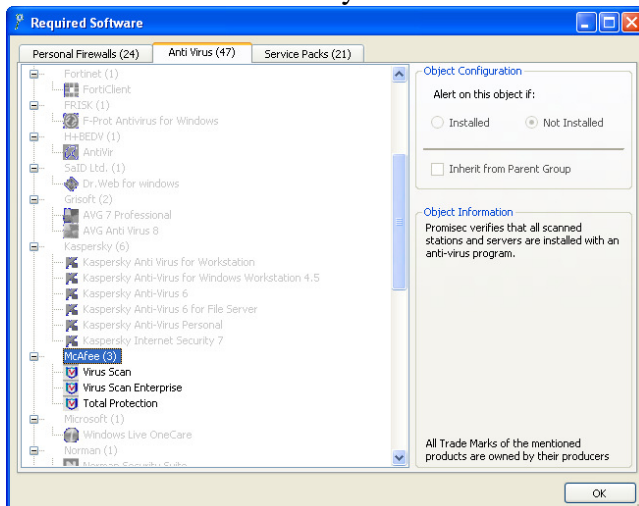 Required Software
Personal Firewalls (24)
Anti Virus (47)
Service Packs (21)
Fortinet (1)
FortiClient
FRISK (1)
F-Prot Antivirus for Windows
H+BEDV (1)
AntiVir
SalD Ltd. (1)
Dr.Web for windows
Grisoft (2)
AVG 7 Professional
AVG Anti Virus 8
Kaspersky (6)
Kaspersky Anti Virus for Workstation
Kaspersky Anti-Virus for Windows Workstation 4.5
Kaspersky Anti-Virus 6
Kaspersky Anti-Virus 6 for File Server
Kaspersky Anti-Virus Personal
Kaspersky Internet Security 7
McAfee (3)
Virus Scan
Virus Scan Enterprise
Total Protection
Microsoft (1)
Windows Live OneCare
Norman (1)
Norman Security Suite
Object Configuration
Alert on this object if:
Installed
Not Installed
Inherit from Parent Group
Object Information
Promisec verifies that all scanned
stations and servers are installed with an
anti-virus program.
All Trade Marks of the mentioned
products are owned by their producers
OK